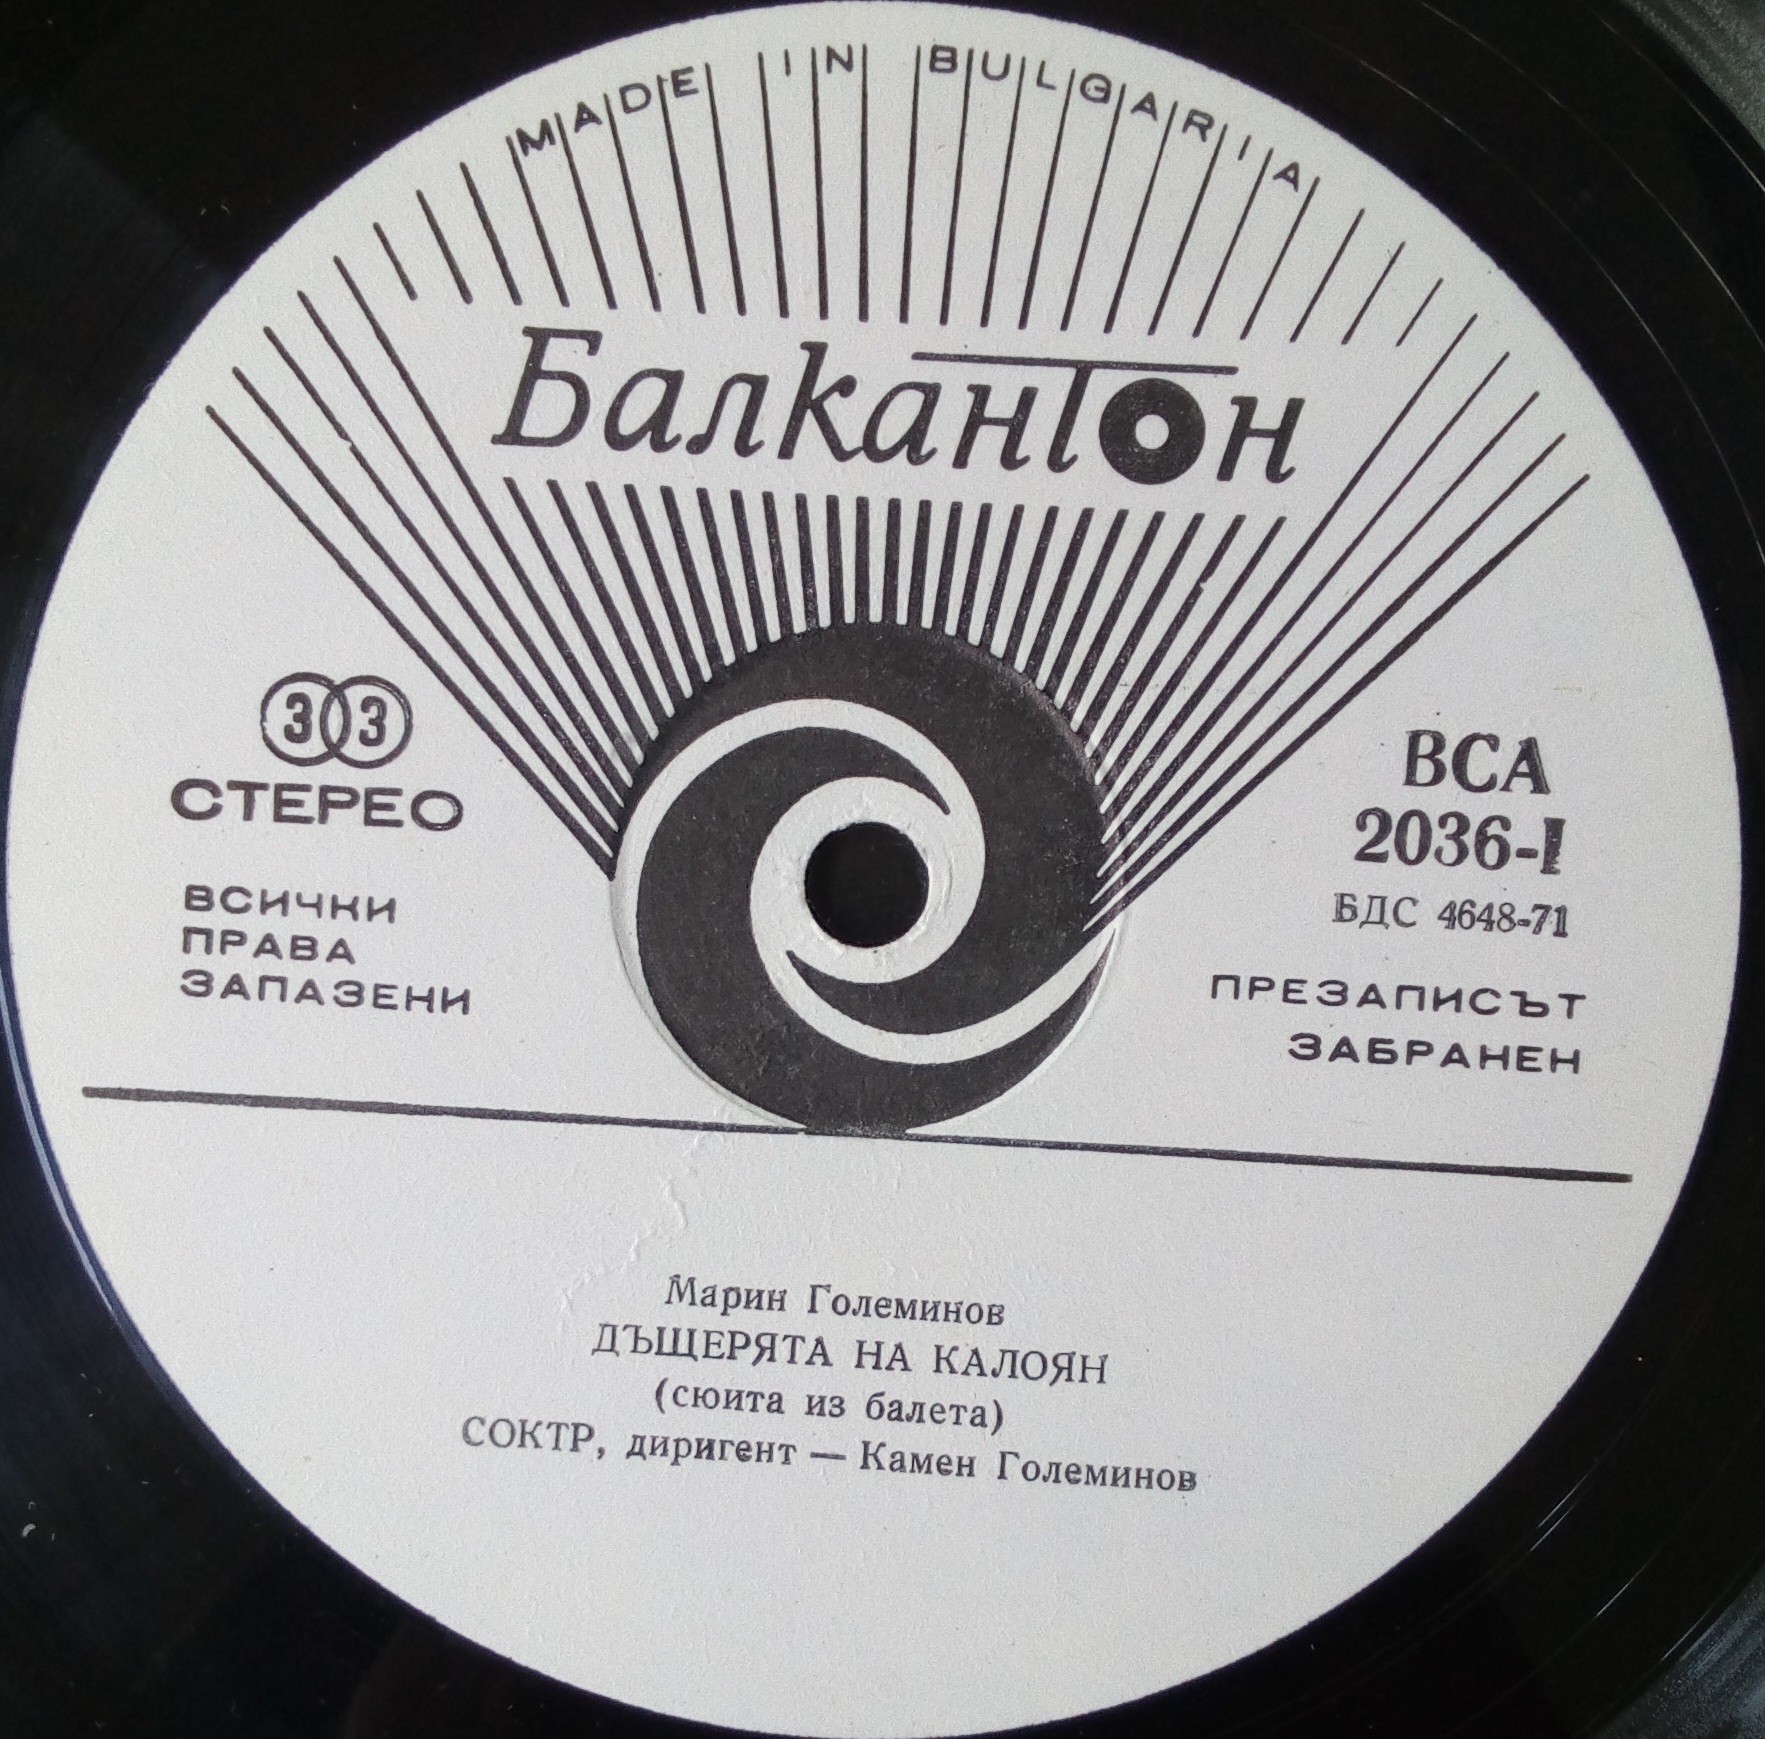 MADE IN BULGARIA
Балкантон
33
СТЕРЕО
ВСИЧКИ
ПРАВА
ЗАПАЗЕНИ
ВСА
2036-I
БДС 4648-71
ПРЕЗАПИСЪТ
ЗАБРАНЕН
Марин Големинов
ДЪЩЕРЯТА НА КАЛОЯН
(сюита из балета)
СОКТР, диригент — Камен Големинов